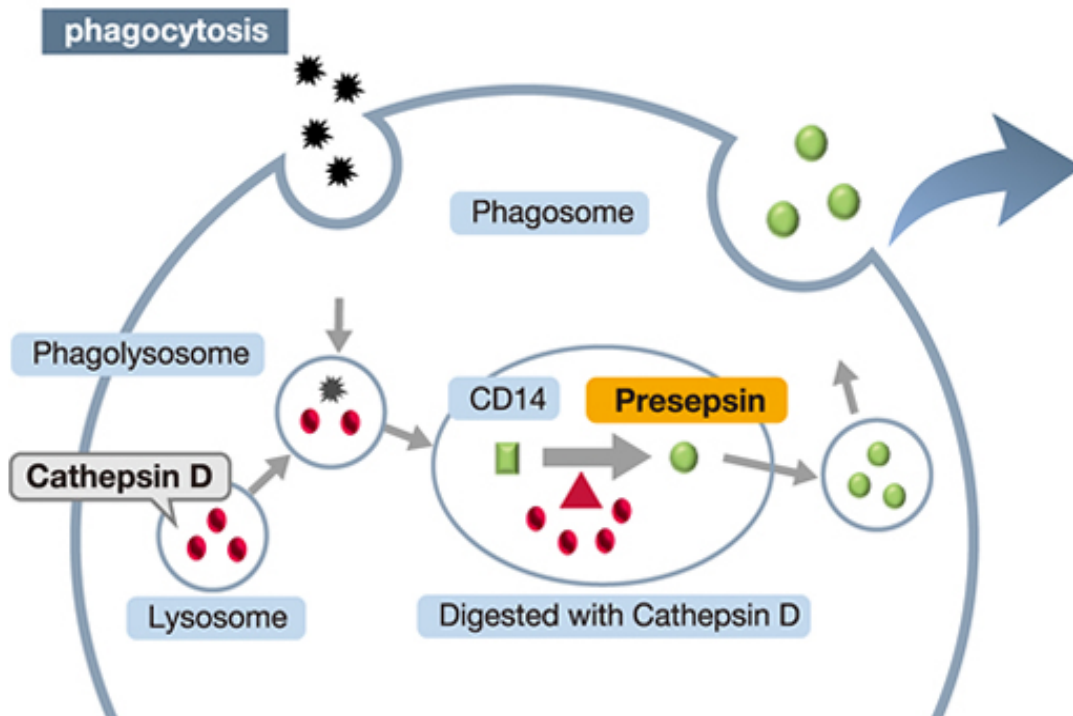 phagocytosis
Phagosome
Phagolysosome
CD14
Presepsin
Cathepsin D
Lysosome
Digested with Cathepsin D